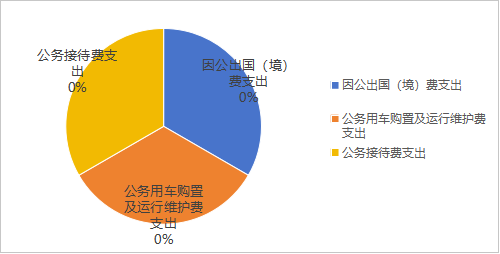 公务接待费支
出
0%
因公出国（境）
费支出
0%
公务用车购置
及运行维护费
支出
0%
因公出国（境）费支出
公务用车购置及运行维护费
支出
公务接待费支出